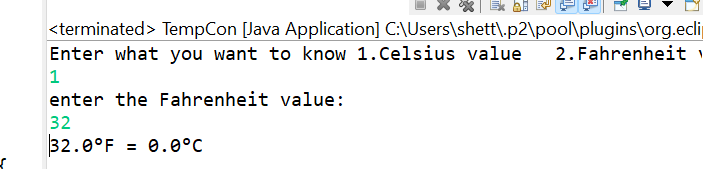 <terminated> TempCon [Java Application] C:\Users\shett\.p2\pool\plugins\org.eclip
Enter what you want to know 1.Celsius value   2.Fahrenheit v
1
enter the Fahrenheit value:
32
32.0°F = 0.0°C
{